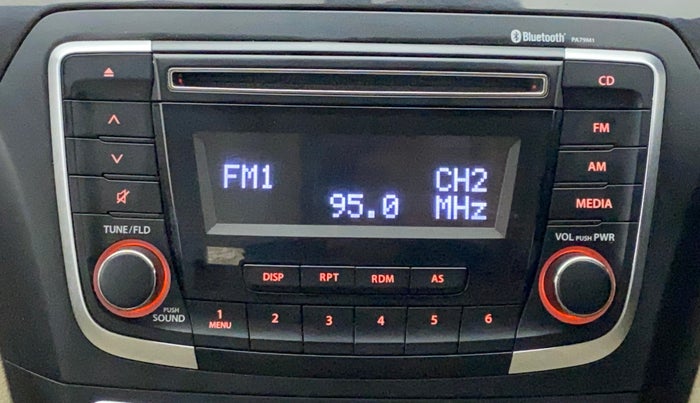 Bluetooth® PA79M1
CD
FM
AM
MEDIA
FM1 CH2
95.0 MHz
TUNE/FLD
VOL PUSH PWR
DISP RPT RDM AS
PUSH
SOUND
1 2 3 4 5 6
MENU